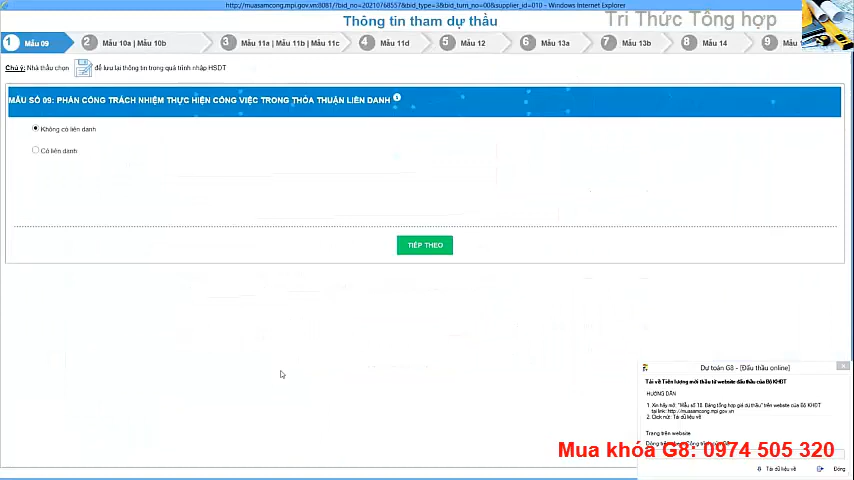 http://muasamcong.mpi.gov.vn:8081/?bid_no=20210768557&bid_type=3&bid_turn_no=00&supplier_id=010 - Windows Internet Explorer
Thông tin tham dự thầu
Tri Thức Tổng hợp
1 Mẫu 09
2 Mẫu 10a | Mẫu 10b
3 Mẫu 11a | Mẫu 11b | Mẫu 11c
4 Mẫu 11d
5 Mẫu 12
6 Mẫu 13a
7 Mẫu 13b
8 Mẫu 14
9 Mẫu
Chú ý: Nhà thầu chọn để lưu lại thông tin trong quá trình nhập HSDT
MẪU SỐ 09: PHÂN CÔNG TRÁCH NHIỆM THỰC HIỆN CÔNG VIỆC TRONG THỎA THUẬN LIÊN DANH
Không có liên danh
Có liên danh
TIẾP THEO
Dự toán G8 - [Đấu thầu online]
Tải về Tiên lượng mời thầu từ website đấu thầu của Bộ KHĐT
HƯỚNG DẪN
1. Xin hãy mở: "Mẫu số 18. Bảng tổng hợp giá dự thầu" trên website của Bộ KHĐT
tại link: http://muasamcong.mpi.gov.vn
2. Click nút: Tải dữ liệu về
Trang trên website
Mua khóa G8: 0974 505 320
Tải dữ liệu về
Đóng